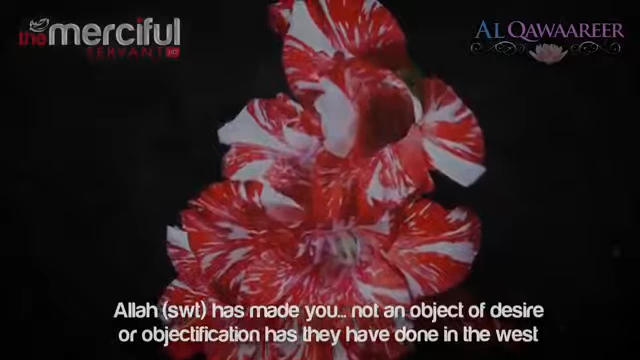 the merciful
SERVANT HD
AL QAWAAREER
Allah (swt) has made you... not an object of desire
or objectification has they have done in the west